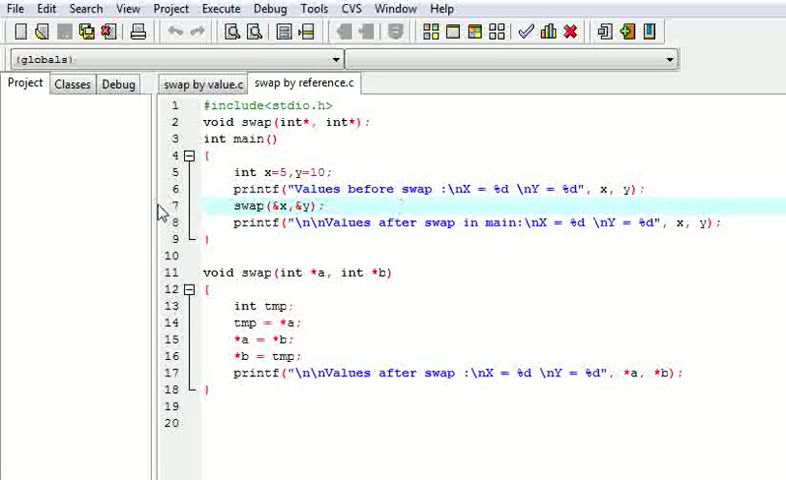 File Edit Search View Project Execute Debug Tools CVS Window Help
(globals)
Project Classes Debug swap by value.c swap by reference.c
1 #include<stdio.h>
2 void swap(int*, int*);
3 int main()
4 {
5 int x=5,y=10;
6 printf("Values before swap :\nX = %d \nY = %d", x, y);
7 swap(&x,&y);
8 printf("\n\nValues after swap in main:\nX = %d \nY = %d", x, y);
9 }
10
11 void swap(int *a, int *b)
12 {
13 int tmp;
14 tmp = *a;
15 *a = *b;
16 *b = tmp;
17 printf("\n\nValues after swap :\nX = %d \nY = %d", *a, *b);
18 }
19
20